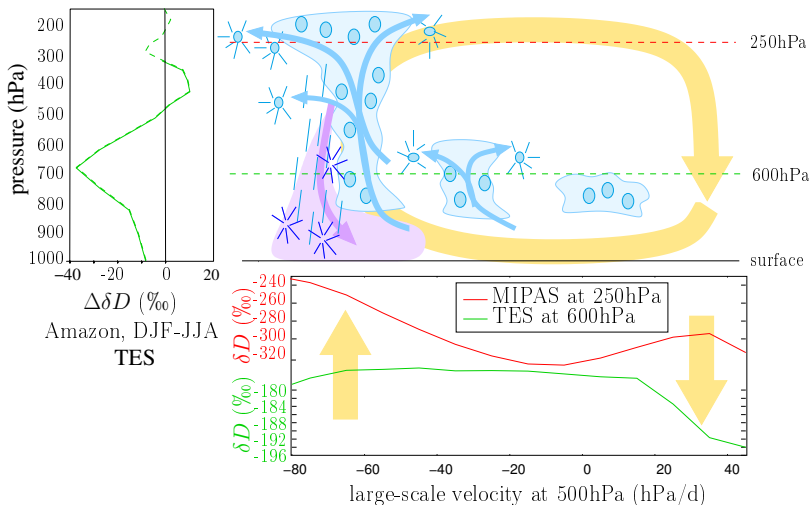 200
300
400
500
600
700
800
900
1000
pressure (hPa)
-40
-20
0
20
ΔδD (‰)
Amazon, DJF-JJA
TES
250hPa
600hPa
surface
-240
-260
-280
-300
-320
δD (‰)
-180
-184
-186
-188
-192
-196
δD (‰)
MIPAS at 250hPa
TES at 600hPa
-80
-60
-40
-20
0
20
40
large-scale velocity at 500hPa (hPa/d)